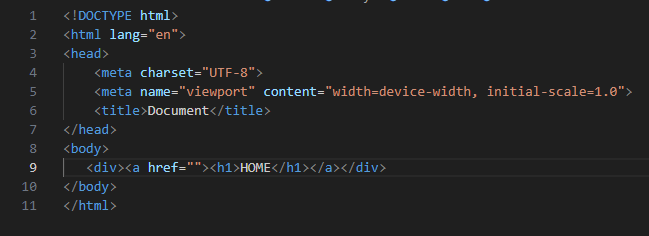 1 <!DOCTYPE html>
2 <html lang="en">
3 <head>
4     <meta charset="UTF-8">
5     <meta name="viewport" content="width=device-width, initial-scale=1.0">
6     <title>Document</title>
7 </head>
8 <body>
9    <div><a href=""><h1>HOME</h1></a></div>
10 </body>
11 </html>